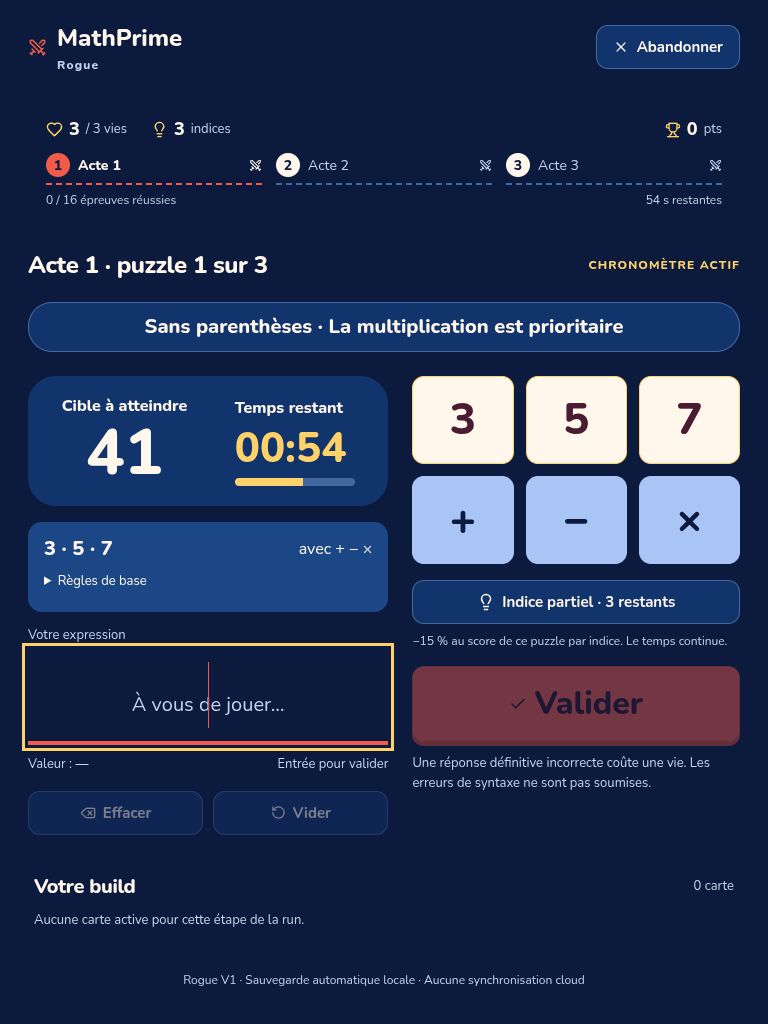 MathPrime
Rogue
Abandonner
3 / 3 vies 3 indices 0 pts
1 Acte 1 2 Acte 2 3 Acte 3
0 / 16 épreuves réussies 54 s restantes
Acte 1 · puzzle 1 sur 3 CHRONOMÈTRE ACTIF
Sans parenthèses · La multiplication est prioritaire
Cible à atteindre Temps restant
41 00:54
3 · 5 · 7 avec + − ×
Règles de base
Votre expression
À vous de jouer…
Valeur : — Entrée pour valider
Effacer Vider
3 5 7
+ − ×
Indice partiel · 3 restants
−15 % au score de ce puzzle par indice. Le temps continue.
Valider
Une réponse définitive incorrecte coûte une vie. Les
erreurs de syntaxe ne sont pas soumises.
Votre build 0 carte
Aucune carte active pour cette étape de la run.
Rogue V1 · Sauvegarde automatique locale · Aucune synchronisation cloud